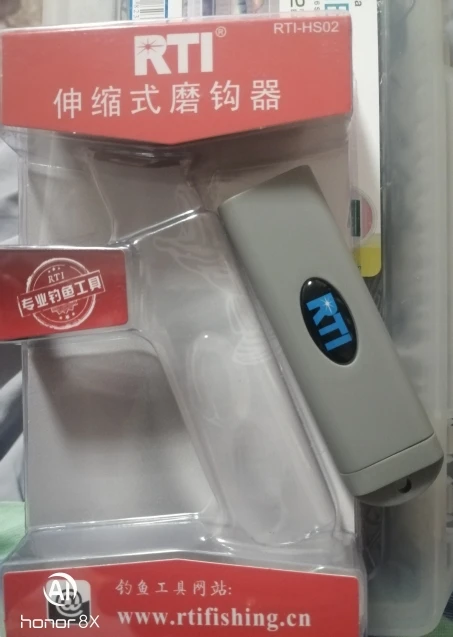 RTI®
RTI-HS02
伸缩式磨钩器
RTI
专业钓鱼工具
RTI
钓鱼工具网站:
www.rtifishing.cn
AI
honor 8X